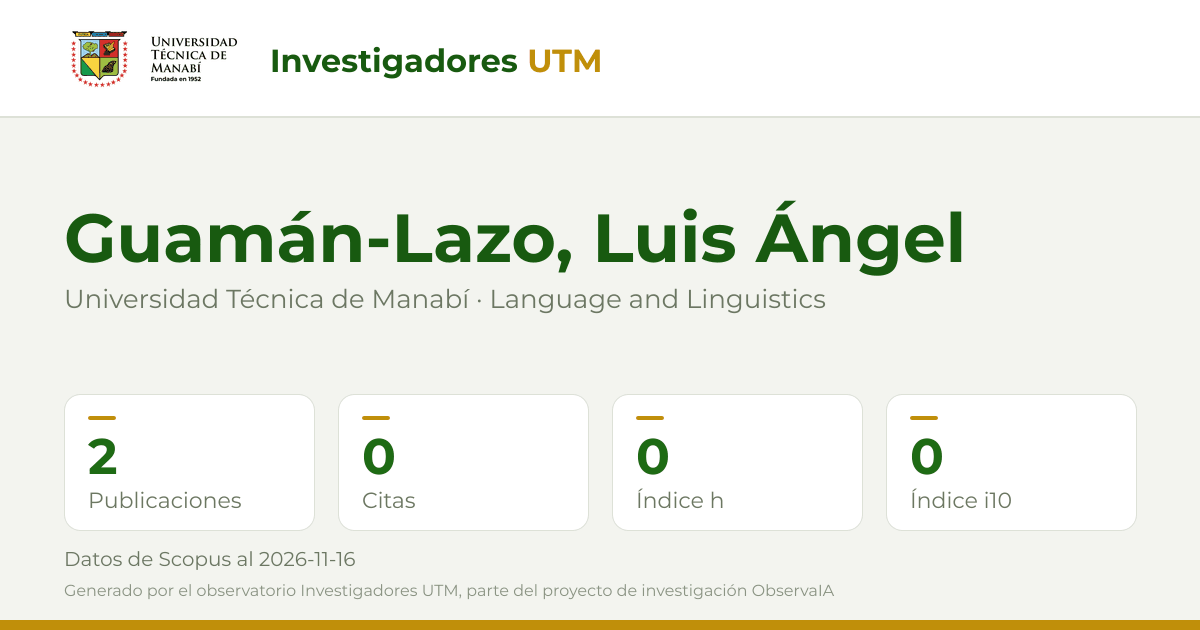 UNIVERSIDAD
TÉCNICA DE
MANABÍ
Fundada en 1952
Investigadores UTM
Guamán-Lazo, Luis Ángel
Universidad Técnica de Manabí · Language and Linguistics
2
Publicaciones
0
Citas
0
Índice h
0
Índice i10
Datos de Scopus al 2026-11-16
Generado por el observatorio Investigadores UTM, parte del proyecto de investigación ObservaIA